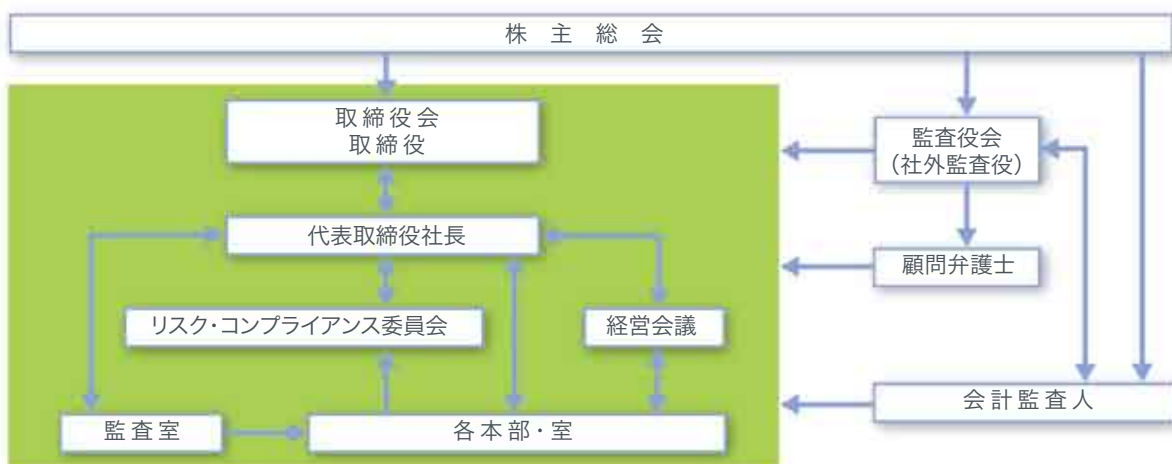 株主総会
取締役会
取締役
監査役会
(社外監査役)
代表取締役社長
顧問弁護士
リスク・コンプライアンス委員会
経営会議
会計監査人
監査室
各本部・室